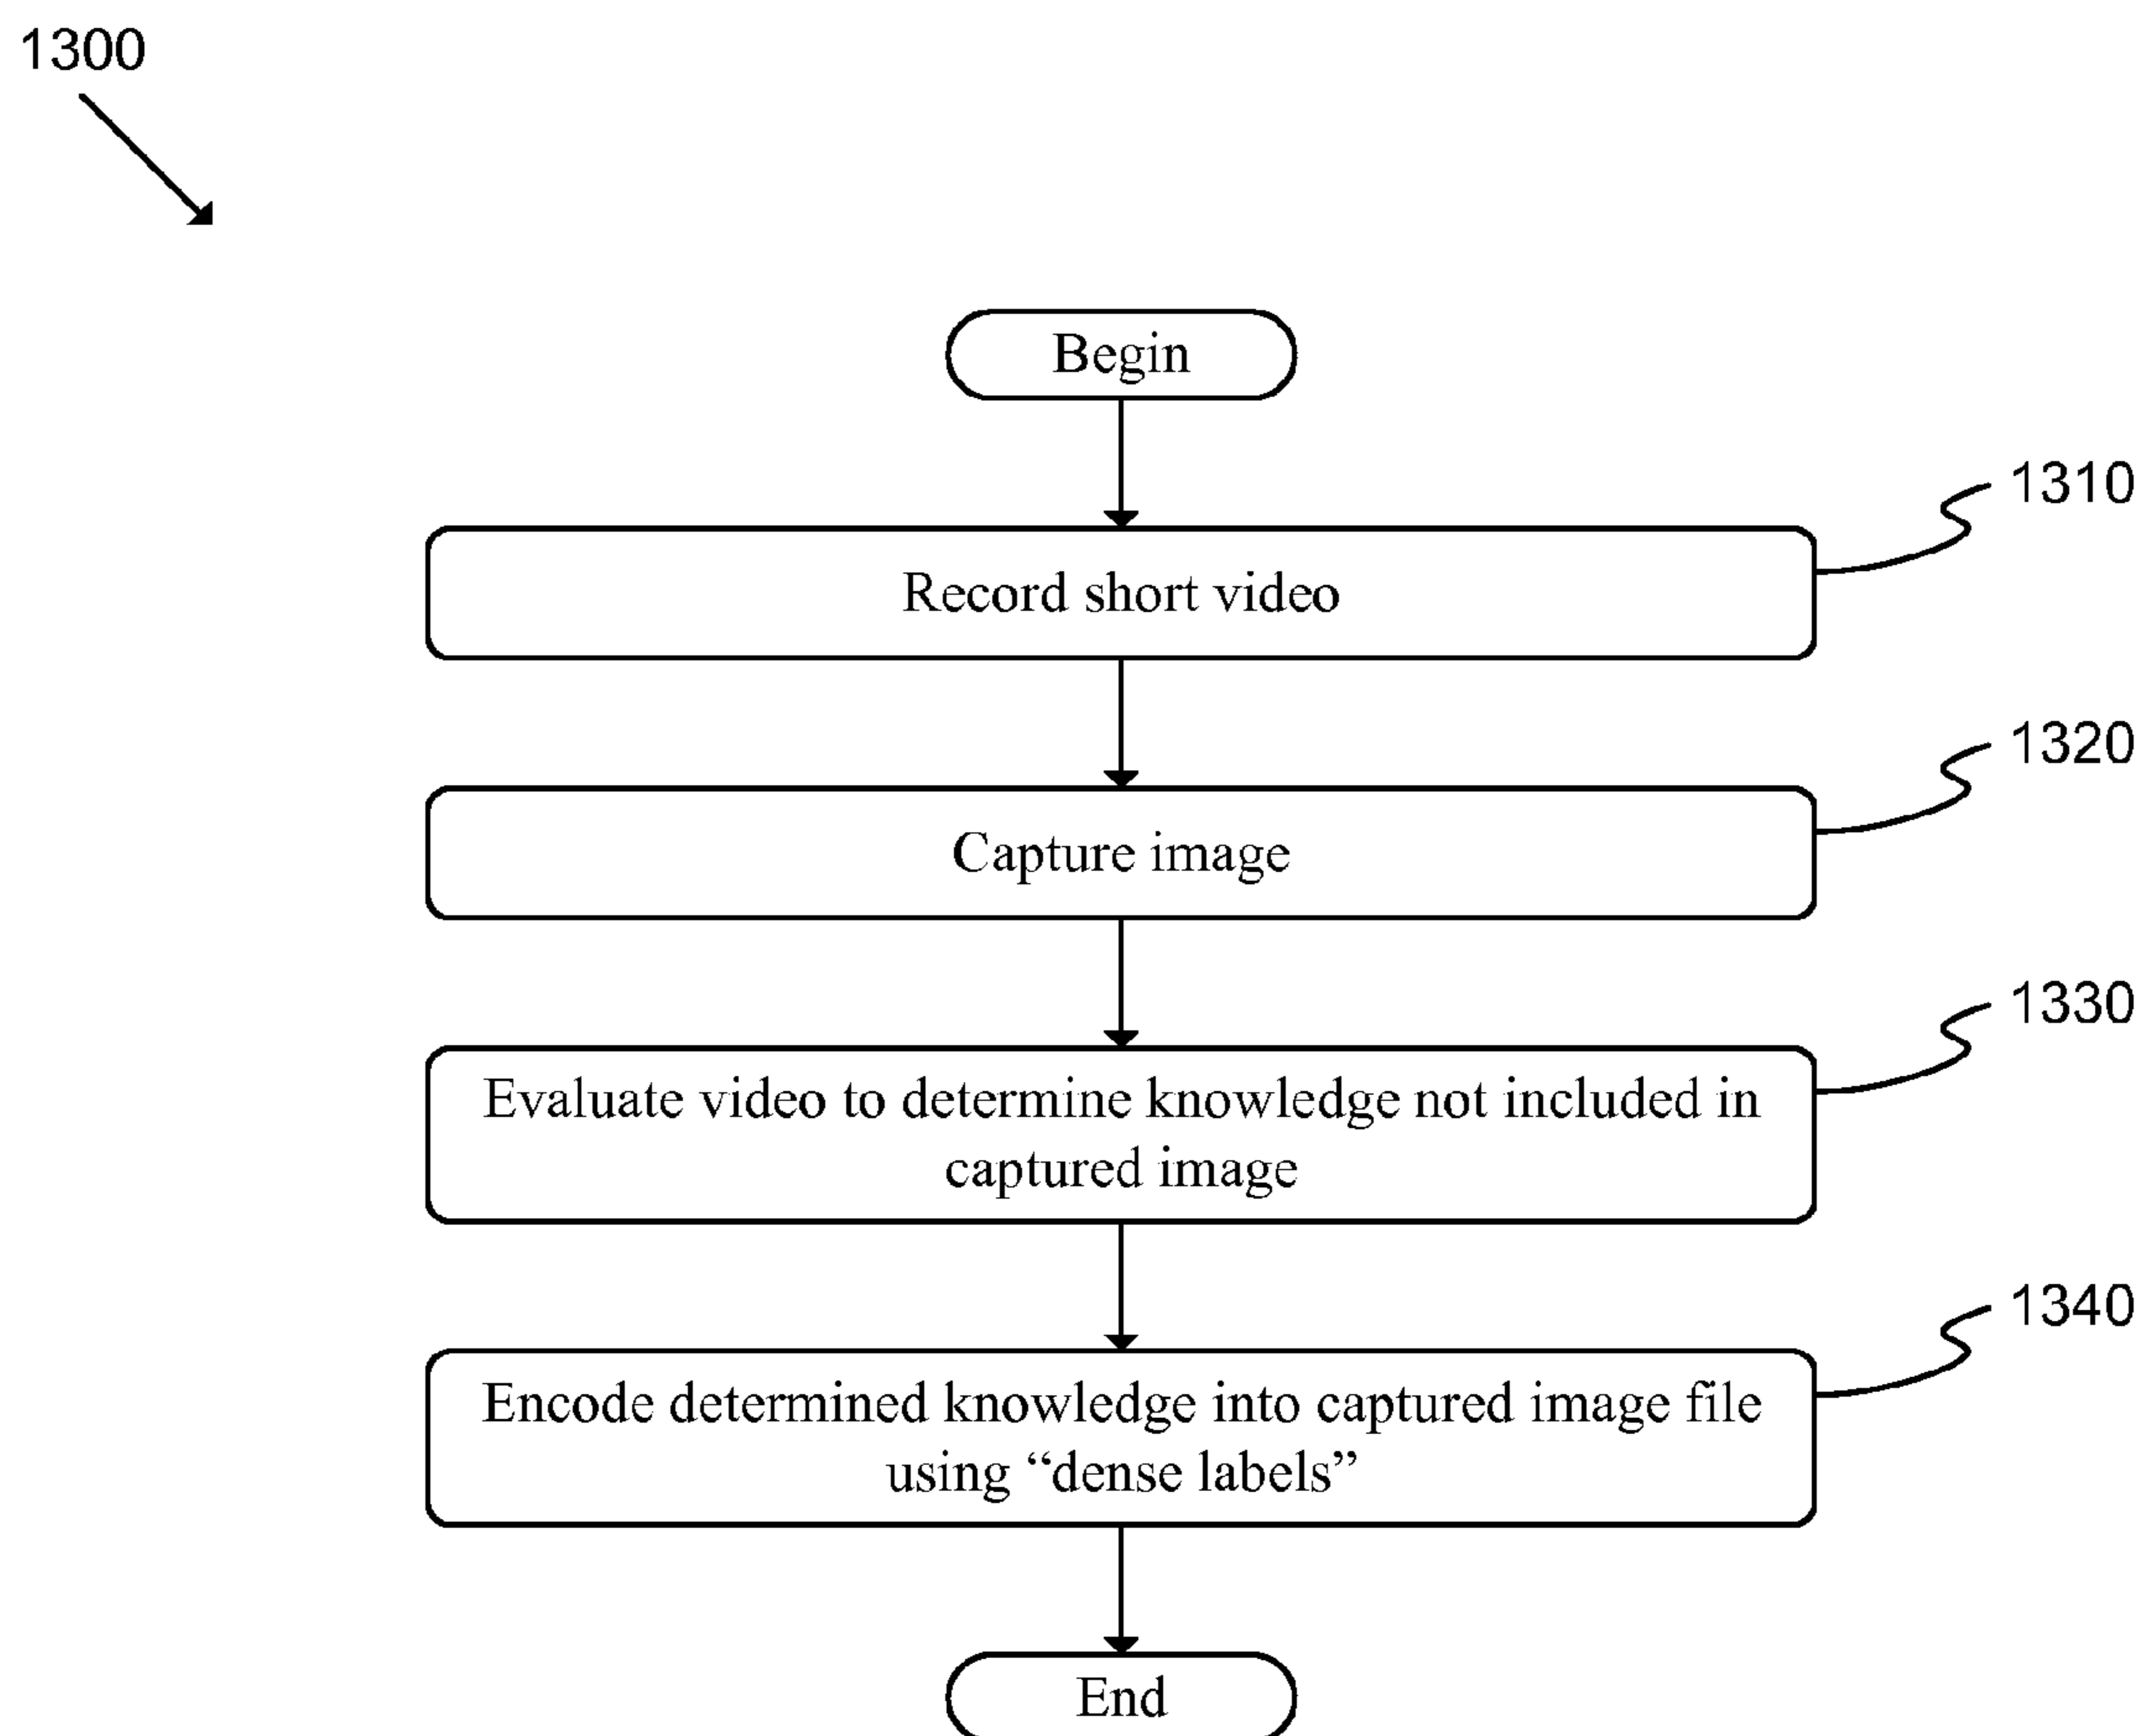 1300
Begin
1310
Record short video
1320
Capture image
1330
Evaluate video to determine knowledge not included in
captured image
1340
Encode determined knowledge into captured image file
using “dense labels”
End